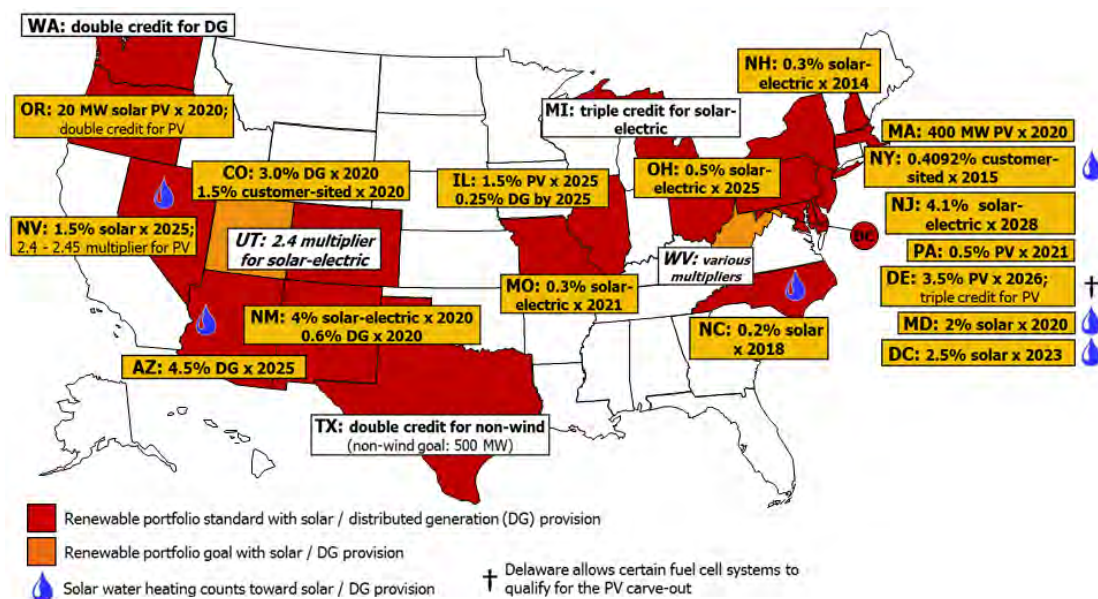 WA: double credit for DG
OR: 20 MW solar PV x 2020;
double credit for PV
NV: 1.5% solar x 2025;
2.4 - 2.45 multiplier for PV
CO: 3.0% DG x 2020
1.5% customer-sited x 2020
UT: 2.4 multiplier
for solar-electric
NM: 4% solar-electric x 2020
0.6% DG x 2020
AZ: 4.5% DG x 2025
TX: double credit for non-wind
(non-wind goal: 500 MW)
IL: 1.5% PV x 2025
0.25% DG by 2025
MO: 0.3% solar-
electric x 2021
MI: triple credit for solar-
electric
OH: 0.5% solar-
electric x 2025
WV: various
multipliers
NC: 0.2% solar
x 2018
NH: 0.3% solar-
electric x 2014
MA: 400 MW PV x 2020
NY: 0.4092% customer-
sited x 2015
NJ: 4.1% solar-
electric x 2028
DC
PA: 0.5% PV x 2021
DE: 3.5% PV x 2026;
triple credit for PV
†
MD: 2% solar x 2020
DC: 2.5% solar x 2023
Renewable portfolio standard with solar / distributed generation (DG) provision
Renewable portfolio goal with solar / DG provision
Solar water heating counts toward solar / DG provision
† Delaware allows certain fuel cell systems to
qualify for the PV carve-out